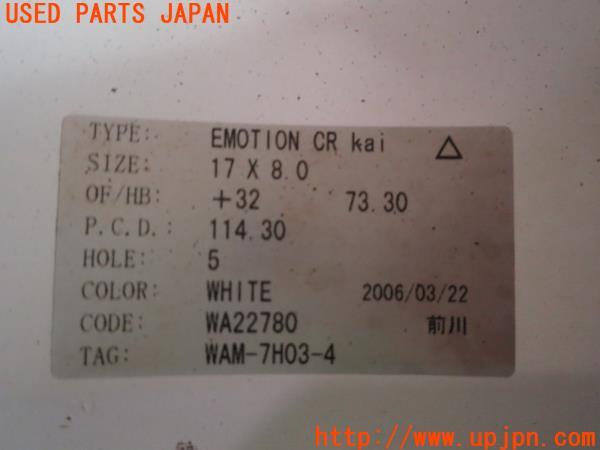 USED PARTS JAPAN
TYPE: EMOTION CR kai △
SIZE: 17 X 8.0
OF/HB: +32 73.30
P.C.D.: 114.30
HOLE: 5
COLOR: WHITE 2006/03/22
CODE: WA22780 前川
TAG: WAM-7H03-4
http://www.upjpn.com/